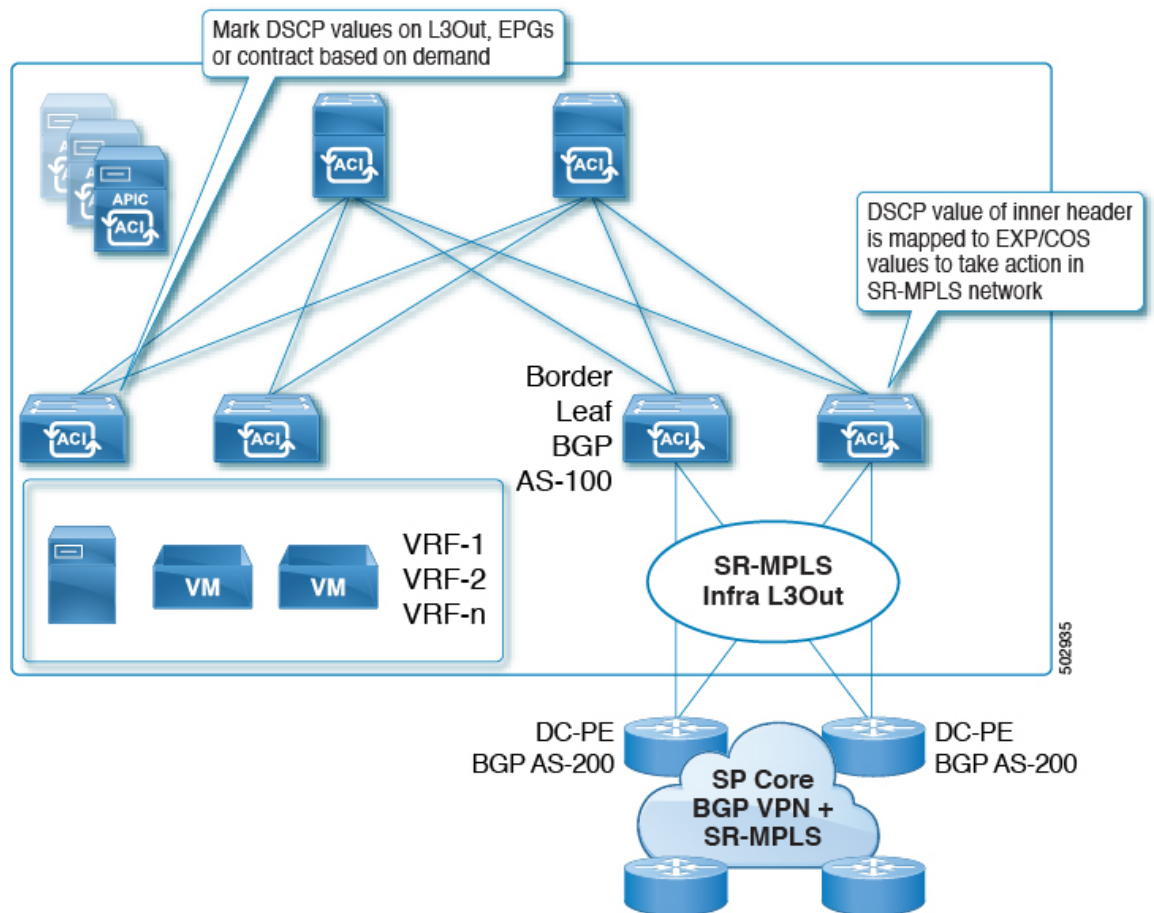 Mark DSCP values on L3Out, EPGs
or contract based on demand
ACI
ACI
A
A
APIC
ACI
DSCP value of inner header
is mapped to EXP/COS
values to take action in
SR-MPLS network
Border
Leaf
BGP
AS-100
ACI
ACI
ACI
ACI
VM
VM
VRF-1
VRF-2
VRF-n
SR-MPLS
Infra L3Out
502935
DC-PE
BGP AS-200
DC-PE
BGP AS-200
SP Core
BGP VPN +
SR-MPLS